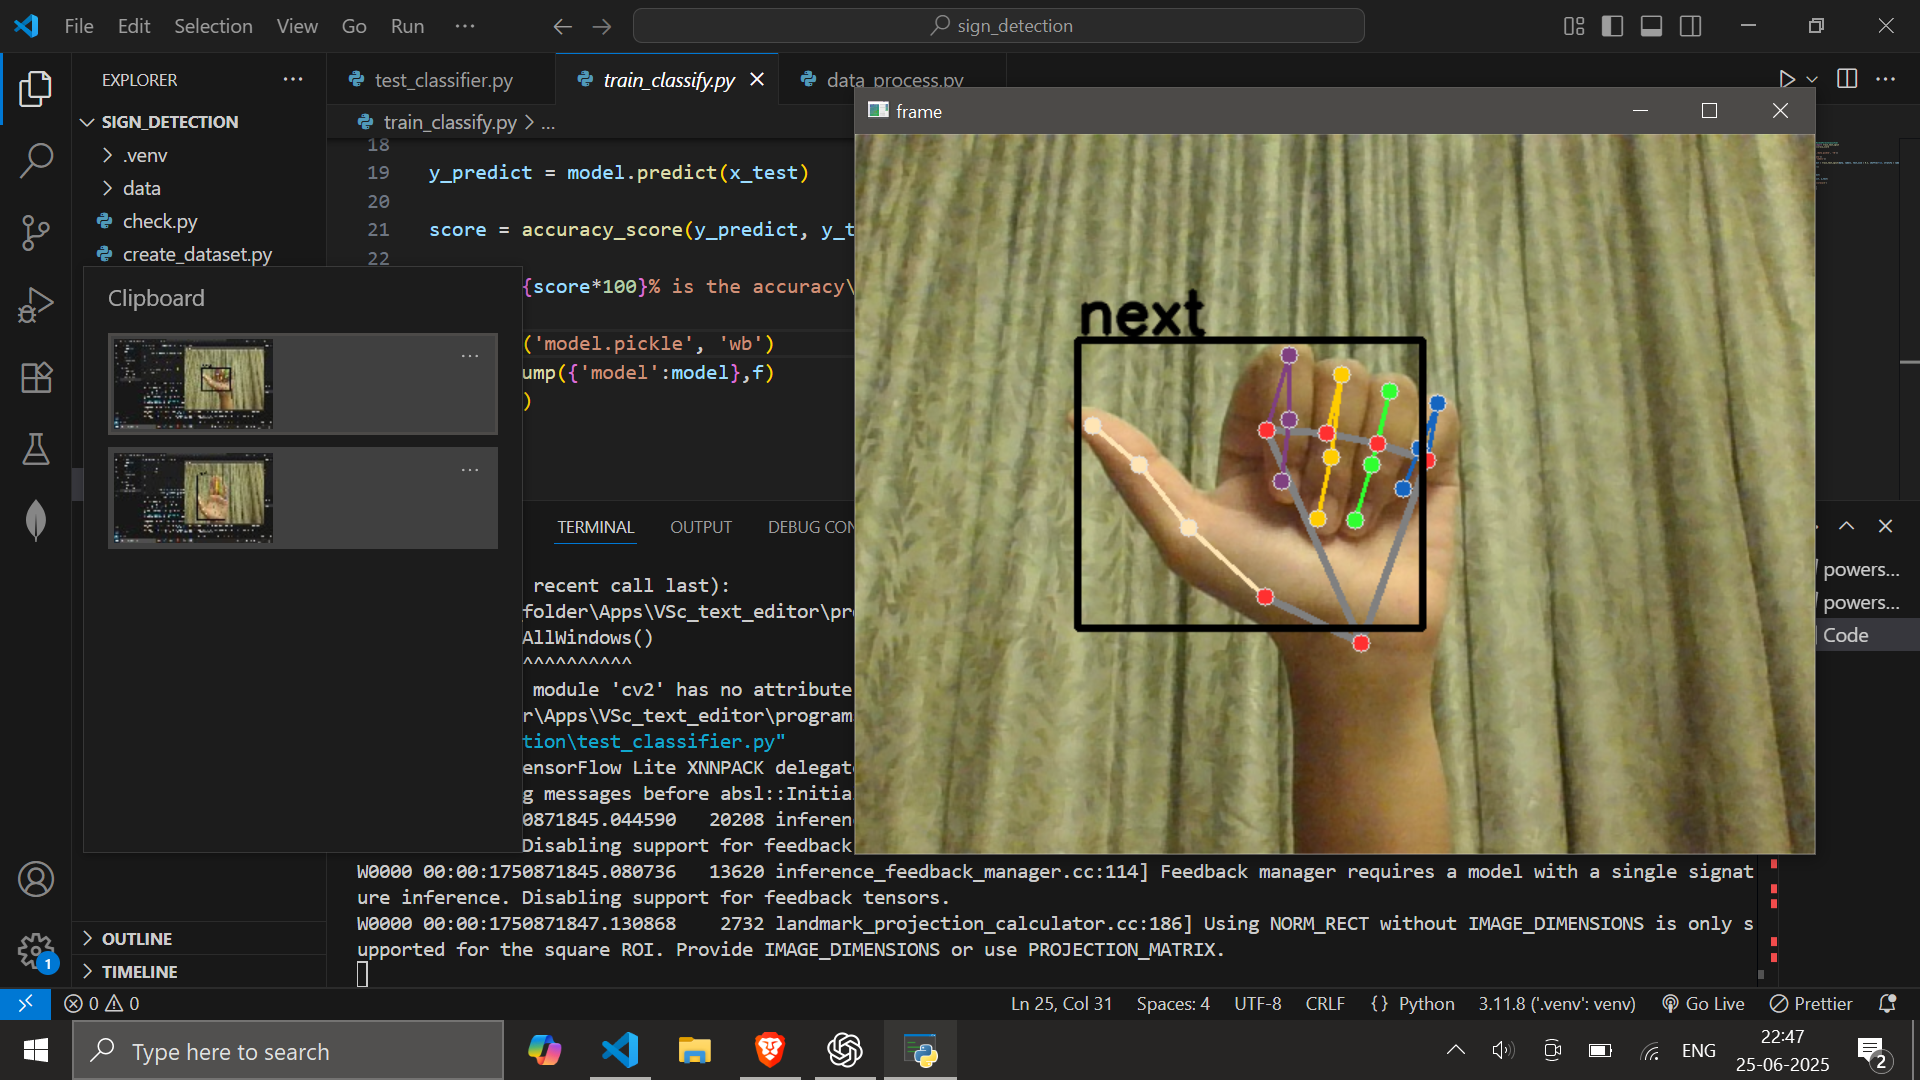 File Edit Selection View Go Run ...
sign_detection
EXPLORER
test_classifier.py
train_classify.py
data_process.py
SIGN_DETECTION
.venv
data
check.py
create_dataset.py
train_classify.py > ...
18
19 y_predict = model.predict(x_test)
20
21 score = accuracy_score(y_predict, y_t
22
{score*100}% is the accuracy\
('model.pickle', 'wb')
ump({'model':model},f)
)
Clipboard
frame
next
TERMINAL OUTPUT DEBUG CON
recent call last):
folder\Apps\VSc_text_editor\pro
AllWindows()
^^^^^^^^^^
module 'cv2' has no attribute
r\Apps\VSc_text_editor\program
tion\test_classifier.py"
ensorFlow Lite XNNPACK delegat
g messages before absl::Initia
0871845.044590 20208 inferen
Disabling support for feedback
W0000 00:00:1750871845.080736 13620 inference_feedback_manager.cc:114] Feedback manager requires a model with a single signat
ure inference. Disabling support for feedback tensors.
W0000 00:00:1750871847.130868 2732 landmark_projection_calculator.cc:186] Using NORM_RECT without IMAGE_DIMENSIONS is only s
upported for the square ROI. Provide IMAGE_DIMENSIONS or use PROJECTION_MATRIX.
powers...
powers...
Code
OUTLINE
TIMELINE
1
0 0
Ln 25, Col 31 Spaces: 4 UTF-8 CRLF {} Python 3.11.8 ('.venv': venv) Go Live Prettier
Type here to search
ENG
22:47
25-06-2025
2